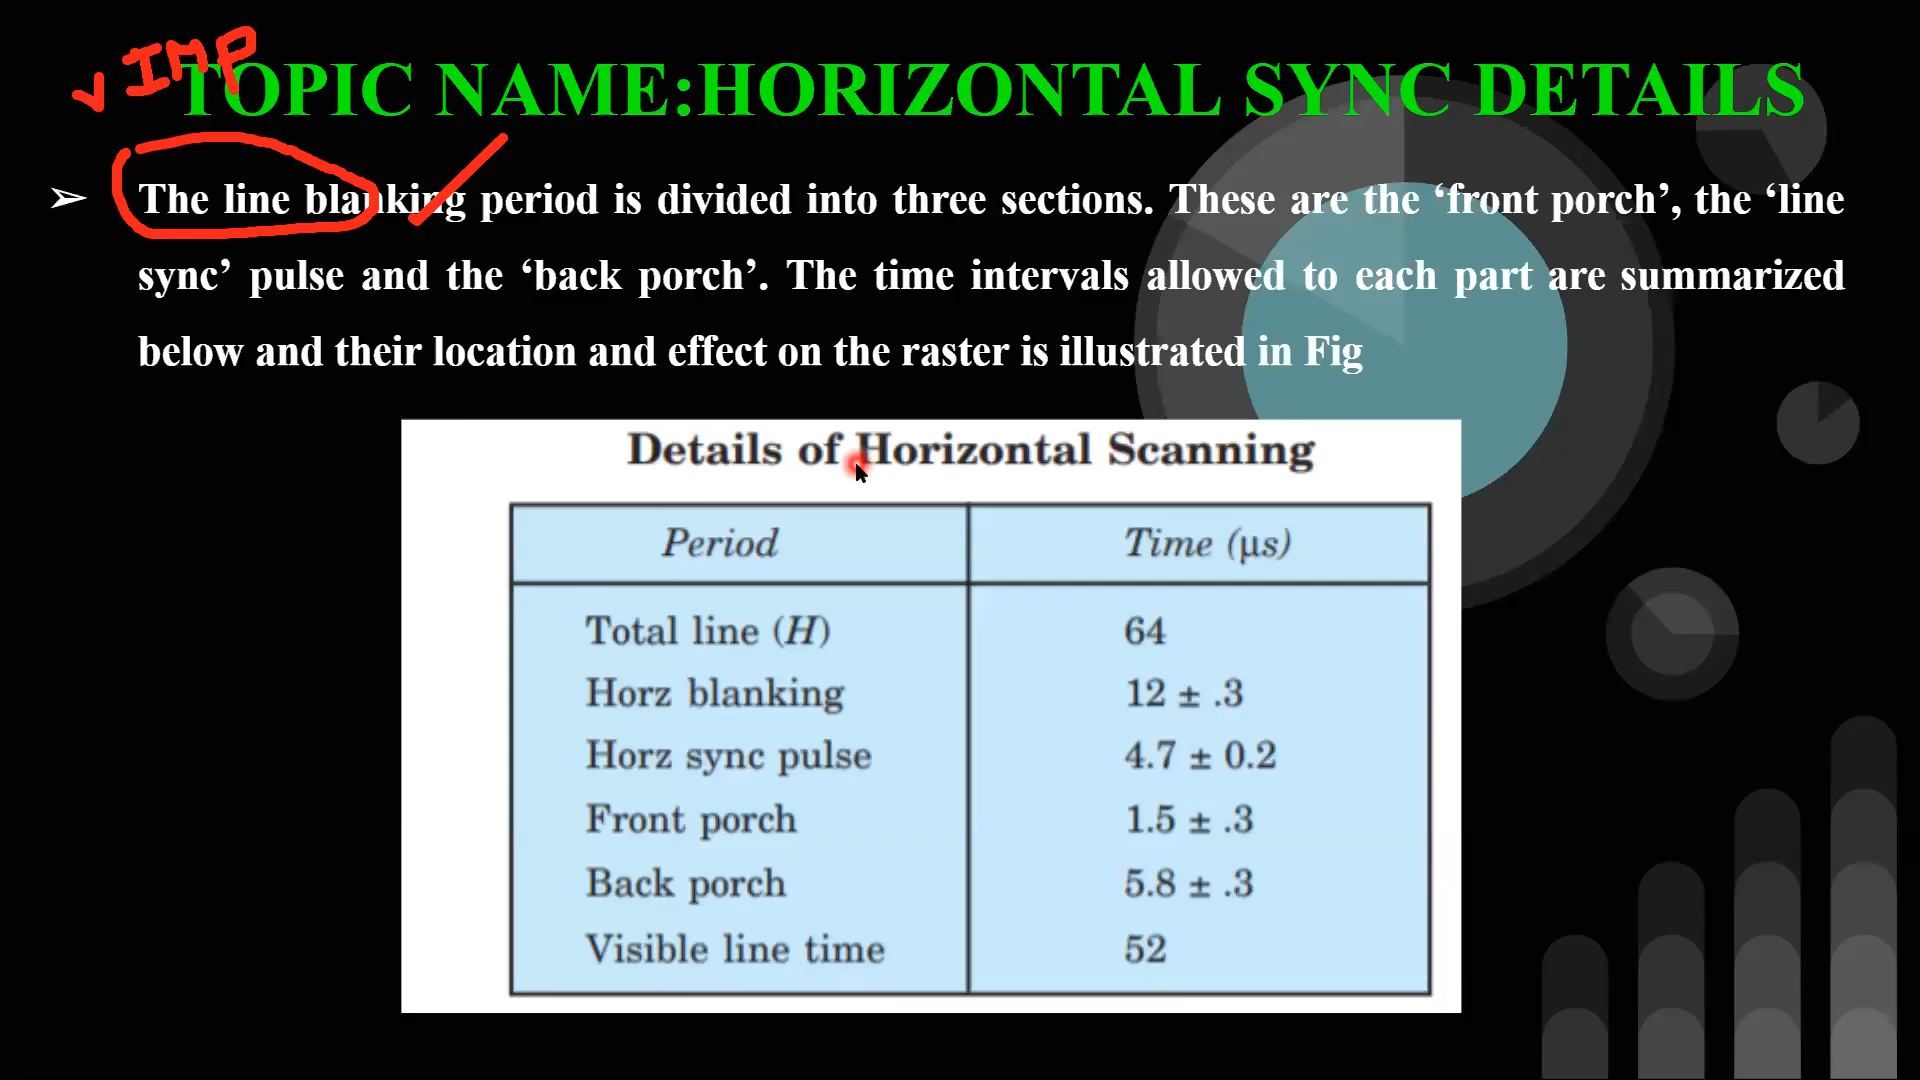 IMP
TOPIC NAME:HORIZONTAL SYNC DETAILS
➢ The line blanking period is divided into three sections. These are the ‘front porch’, the ‘line
sync’ pulse and the ‘back porch’. The time intervals allowed to each part are summarized
below and their location and effect on the raster is illustrated in Fig
Details of Horizontal Scanning
Period Time (μs)
Total line (H) 64
Horz blanking 12 ± .3
Horz sync pulse 4.7 ± 0.2
Front porch 1.5 ± .3
Back porch 5.8 ± .3
Visible line time 52